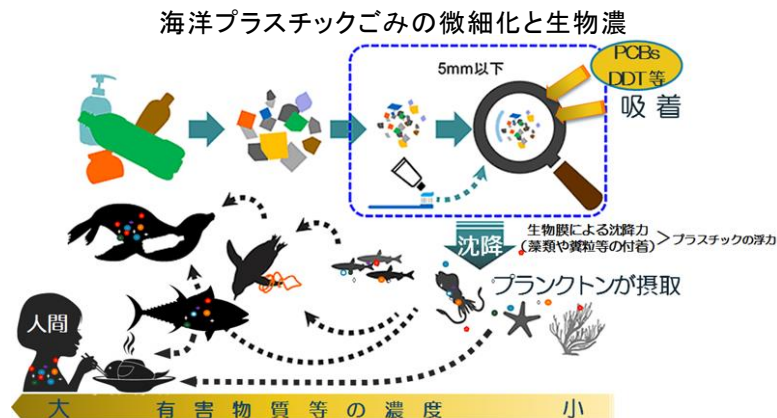 海洋プラスチックごみの微細化と生物濃
5mm以下
PCBs
DDT等
吸着
沈降
生物膜による沈降力
(藻類や糞粒等の付着)
>プラスチックの浮力
プランクトンが摂取
人間
大 有害物質等の濃度 小